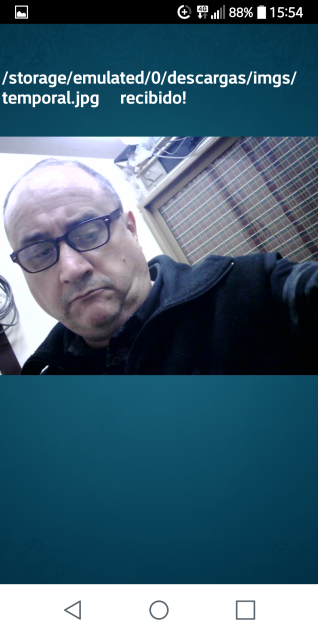 88% 15:54
/storage/emulated/0/descargas/imgs/
temporal.jpg recibido!